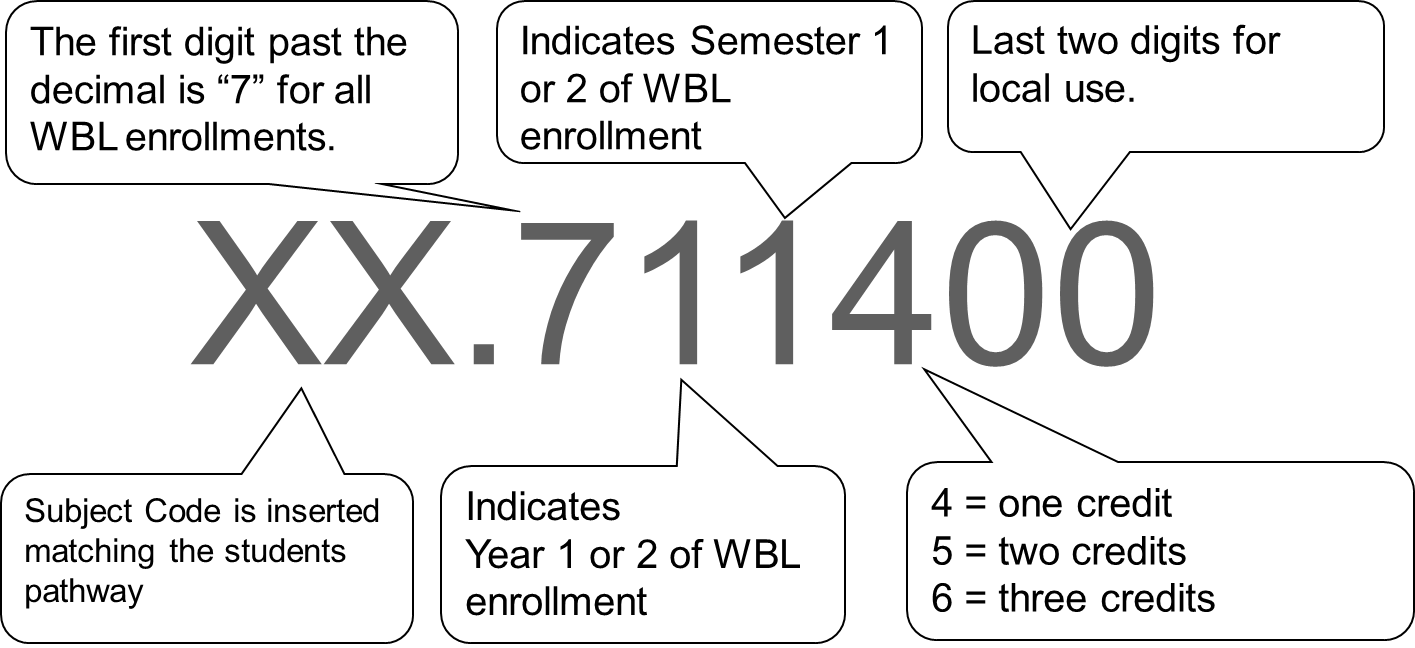 The first digit past the
decimal is “7” for all
WBL enrollments.
Indicates Semester 1
or 2 of WBL
enrollment
Last two digits for
local use.
XX.711400
Subject Code is inserted
matching the students
pathway
Indicates
Year 1 or 2 of WBL
enrollment
4 = one credit
5 = two credits
6 = three credits